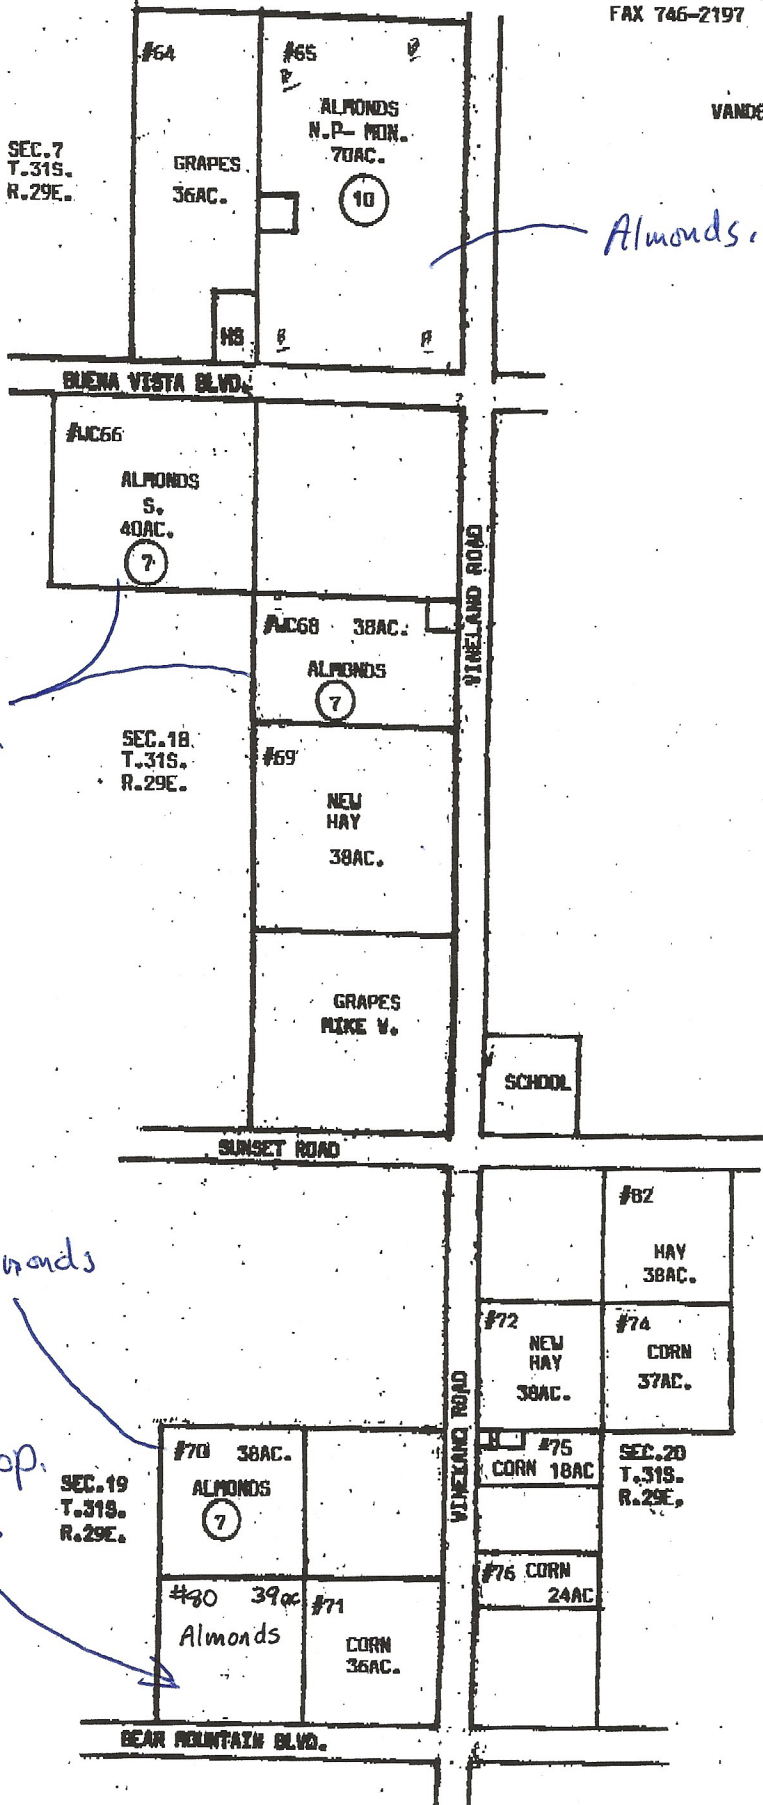 FAX 746-2197
#64
#65
P
P
VANDE
ALMONDS
N.P- MON.
70AC.
10
SEC.7
T.31S.
R.29E.
GRAPES
36AC.
Almonds.
HS
P
P
BUENA VISTA BLVD.
#WC66
ALMONDS
S.
40AC.
7
VINELAND ROAD
#WC68 38AC.
ALMONDS
7
SEC.18
T.31S.
R.29E.
#69
NEW
HAY
38AC.
GRAPES
MIKE V.
SCHOOL
SUNSET ROAD
#82
HAY
38AC.
monds
#72
NEW
HAY
38AC.
#74
CORN
37AC.
VINELAND ROAD
#70 38AC.
ALMONDS
7
#75
CORN 18AC
SEC.20
T.31S.
R.29E.
op.
SEC.19
T.31S.
R.29E.
#76 CORN
24AC
#80 39ac
Almonds
#71
CORN
36AC.
BEAR MOUNTAIN BLVD.